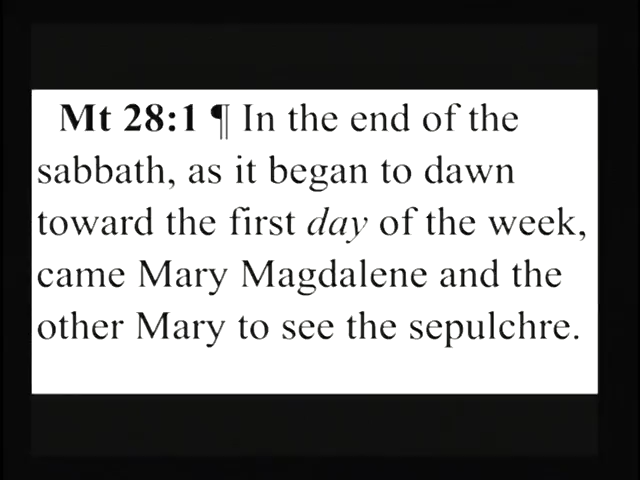 Mt 28:1 ¶ In the end of the
sabbath, as it began to dawn
toward the first day of the week,
came Mary Magdalene and the
other Mary to see the sepulchre.